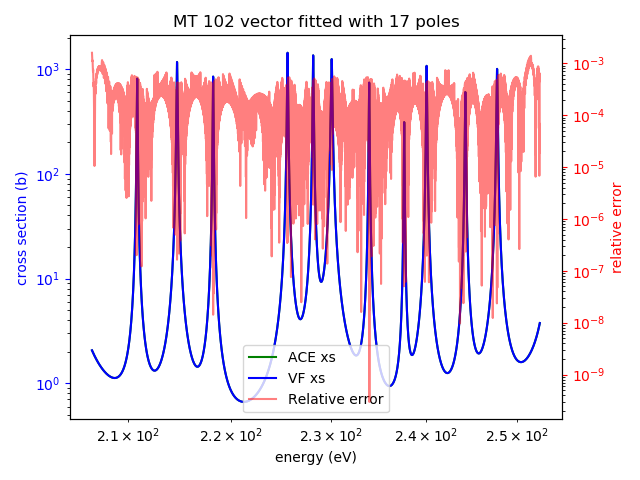 MT 102 vector fitted with 17 poles
cross section (b)
10³
10²
10¹
10⁰
10⁻³
10⁻⁴
10⁻⁵
10⁻⁶
10⁻⁷
10⁻⁸
10⁻⁹
relative error
ACE xs
VF xs
Relative error
2.1 × 10² 2.2 × 10² 2.3 × 10² 2.4 × 10² 2.5 × 10²
energy (eV)